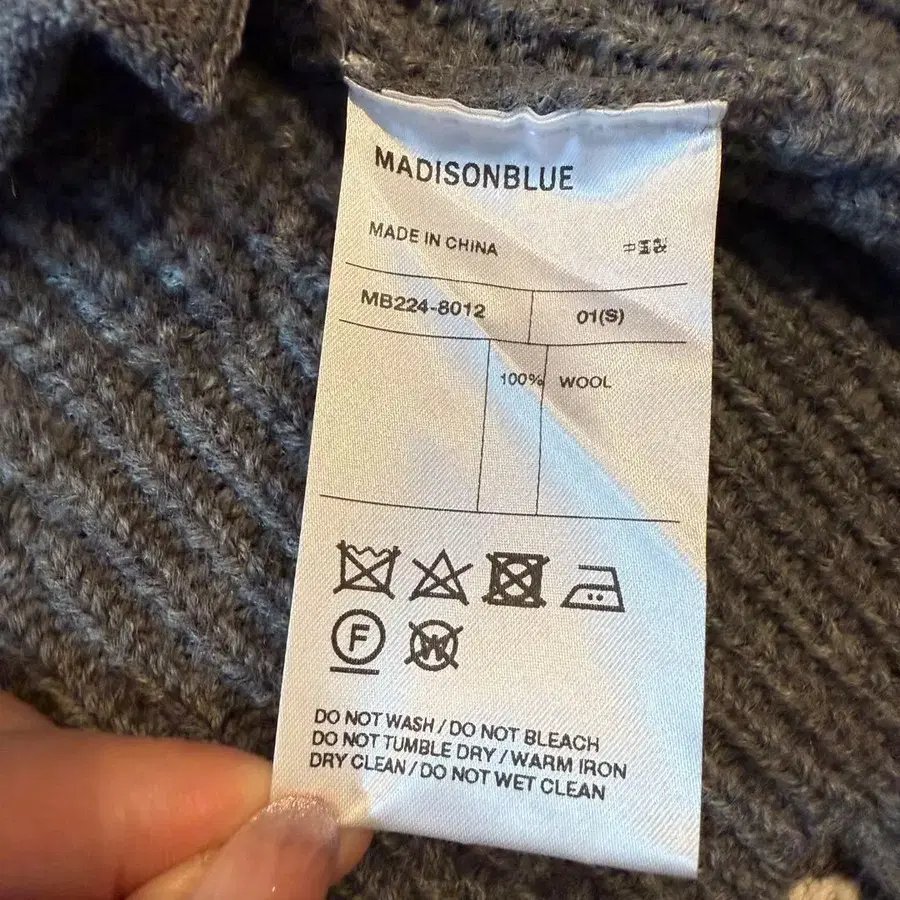 MADISONBLUE
MADE IN CHINA
MB224-8012 01(S)
100% WOOL
F W
DO NOT WASH / DO NOT BLEACH
DO NOT TUMBLE DRY / WARM IRON
DRY CLEAN / DO NOT WET CLEAN